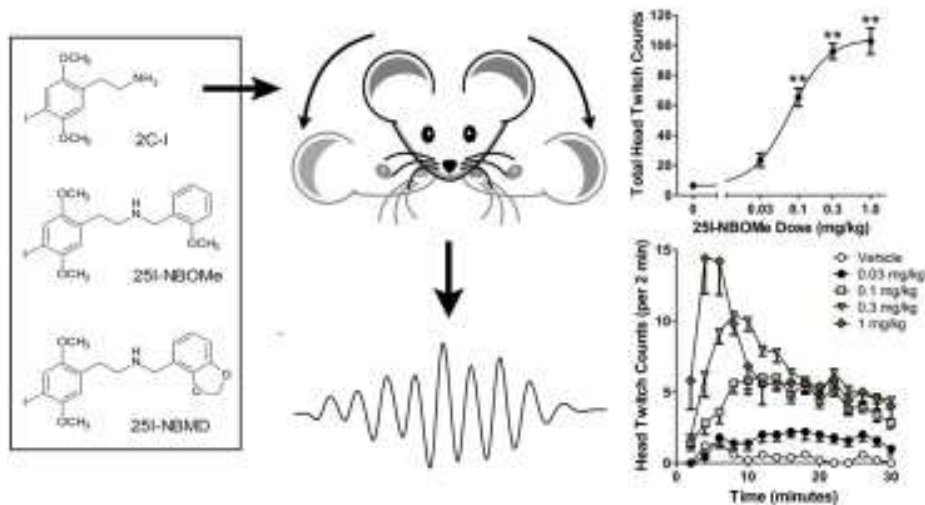 OCH₃
NH₂
I
OCH₃
2C-I
OCH₃
H
N
I
OCH₃
OCH₃
25I-NBOMe
OCH₃
H
N
O
I
O
OCH₃
25I-NBMD
Total Head Twitch Counts
120
100
80
60
40
20
0
**
**
**
0
0.03
0.1
0.3
1.0
25I-NBOMe Dose (mg/kg)
Head Twitch Counts (per 2 min)
15
10
5
0
Vehicle
0.03 mg/kg
0.1 mg/kg
0.3 mg/kg
1 mg/kg
0
10
20
30
Time (minutes)